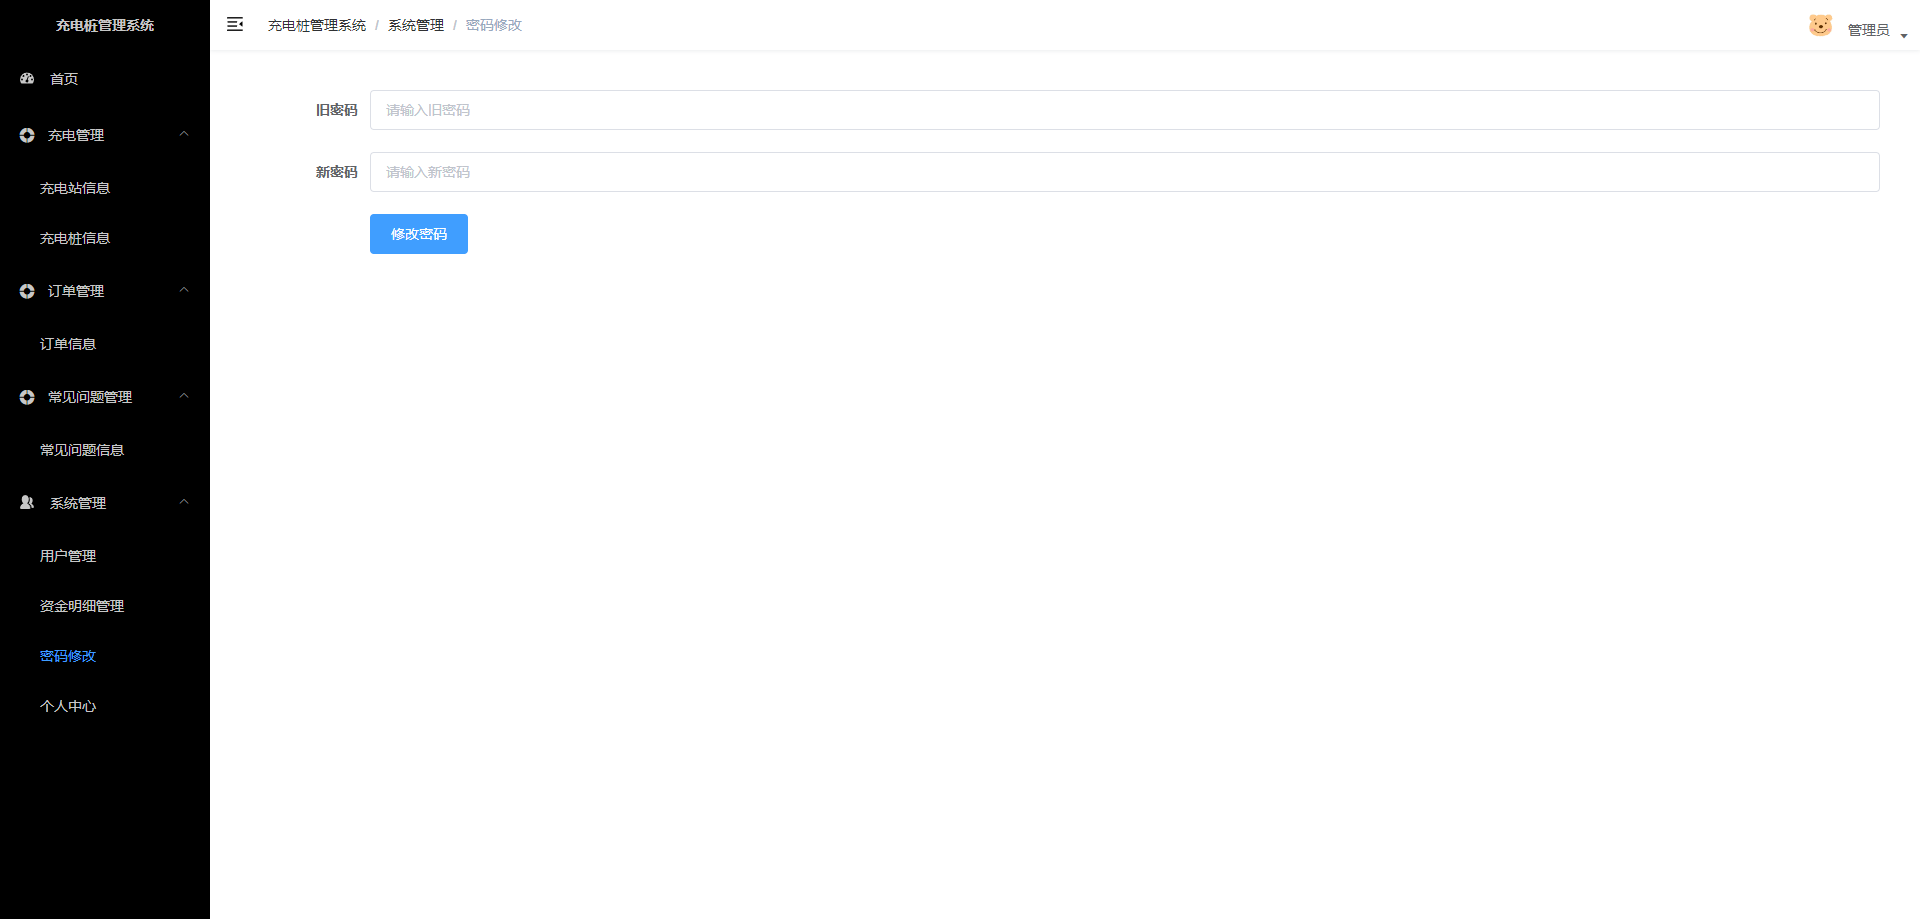 充电桩管理系统
首页
充电管理
充电站信息
充电桩信息
订单管理
订单信息
常见问题管理
常见问题信息
系统管理
用户管理
资金明细管理
密码修改
个人中心
充电桩管理系统 / 系统管理 / 密码修改
管理员
旧密码 请输入旧密码
新密码 请输入新密码
修改密码